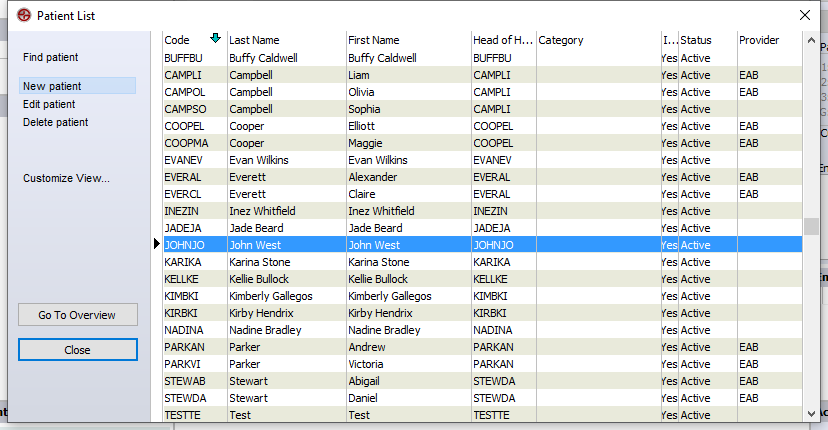 Patient List
Find patient
New patient
Edit patient
Delete patient
Customize View...
Go To Overview
Close
Code Last Name First Name Head of H... Category I... Status Provider
BUFFBU Buffy Caldwell Buffy Caldwell BUFFBU Yes Active
CAMPLI Campbell Liam CAMPLI Yes Active EAB
CAMPOL Campbell Olivia CAMPLI Yes Active EAB
CAMPSO Campbell Sophia CAMPLI Yes Active
COOPEL Cooper Elliott COOPEL Yes Active EAB
COOPMA Cooper Maggie COOPEL Yes Active EAB
EVANEV Evan Wilkins Evan Wilkins EVANEV Yes Active
EVERAL Everett Alexander EVERAL Yes Active EAB
EVERCL Everett Claire EVERAL Yes Active EAB
INEZIN Inez Whitfield Inez Whitfield INEZIN Yes Active
JADEJA Jade Beard Jade Beard JADEJA Yes Active
JOHNJO John West John West JOHNJO Yes Active
KARIKA Karina Stone Karina Stone KARIKA Yes Active
KELLKE Kellie Bullock Kellie Bullock KELLKE Yes Active
KIMBKI Kimberly Gallegos Kimberly Gallegos KIMBKI Yes Active
KIRBKI Kirby Hendrix Kirby Hendrix KIRBKI Yes Active
NADINA Nadine Bradley Nadine Bradley NADINA Yes Active
PARKAN Parker Andrew PARKAN Yes Active EAB
PARKVI Parker Victoria PARKAN Yes Active EAB
STEWAB Stewart Abigail STEWDA Yes Active EAB
STEWDA Stewart Daniel STEWDA Yes Active EAB
TESTTE Test Test TESTTE Yes Active